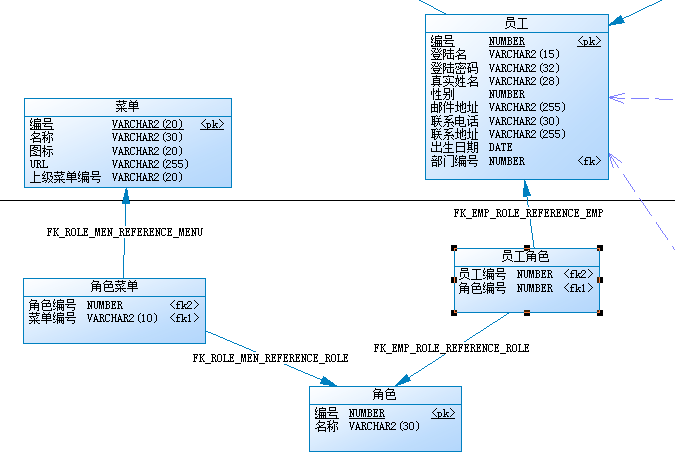 员工
编号 NUMBER <pk>
登陆名 VARCHAR2(15)
登陆密码 VARCHAR2(32)
真实姓名 VARCHAR2(28)
性别 NUMBER
邮件地址 VARCHAR2(255)
联系电话 VARCHAR2(30)
联系地址 VARCHAR2(255)
出生日期 DATE
部门编号 NUMBER <fk>
菜单
编号 VARCHAR2(20) <pk>
名称 VARCHAR2(30)
图标 VARCHAR2(20)
URL VARCHAR2(255)
上级菜单编号 VARCHAR2(20)
FK_EMP_ROLE_REFERENCE_EMP
FK_ROLE_MEN_REFERENCE_MENU
员工角色
员工编号 NUMBER <fk2>
角色编号 NUMBER <fk1>
角色菜单
角色编号 NUMBER <fk2>
菜单编号 VARCHAR2(10) <fk1>
FK_EMP_ROLE_REFERENCE_ROLE
FK_ROLE_MEN_REFERENCE_ROLE
角色
编号 NUMBER <pk>
名称 VARCHAR2(30)